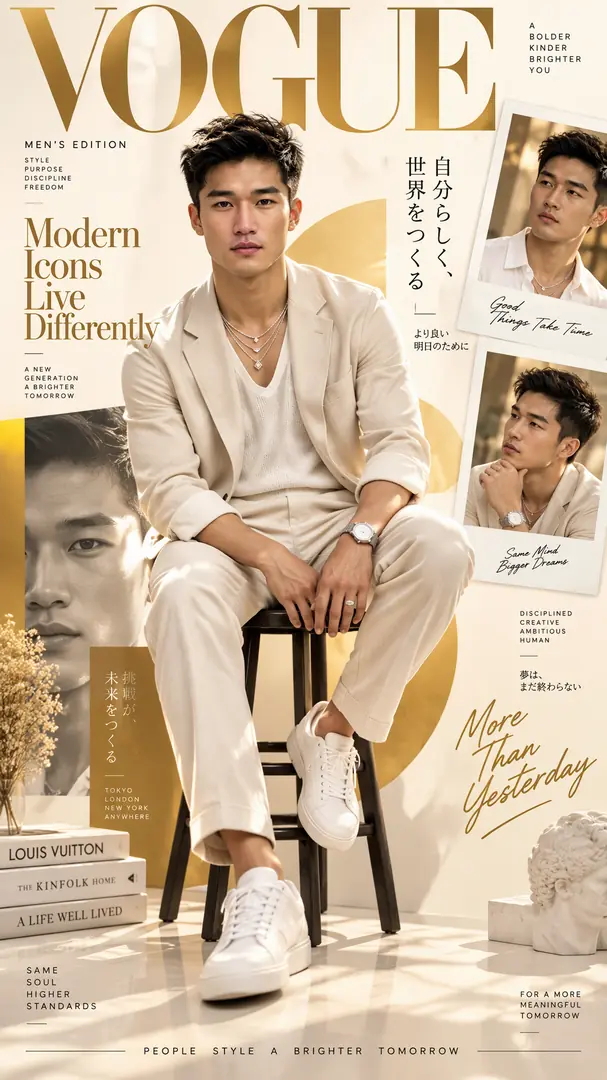 VOGUE
A
BOLDER
KINDER
BRIGHTER
YOU
MEN'S EDITION
STYLE
PURPOSE
DISCIPLINE
FREEDOM
Modern
Icons
Live
Differently
A NEW
GENERATION
A BRIGHTER
TOMORROW
自分らしく、
世界をつくる
より良い
明日のために
Good
Things Take Time
Same Mind
Bigger Dreams
DISCIPLINED
CREATIVE
AMBITIOUS
HUMAN
夢は、
まだ終わらない
More
Than
Yesterday
挑戦が、
未来をつくる
TOKYO
LONDON
NEW YORK
ANYWHERE
LOUIS VUITTON
THE KINFOLK HOME
A LIFE WELL LIVED
SAME
SOUL
HIGHER
STANDARDS
FOR A MORE
MEANINGFUL
TOMORROW
PEOPLE STYLE A BRIGHTER TOMORROW